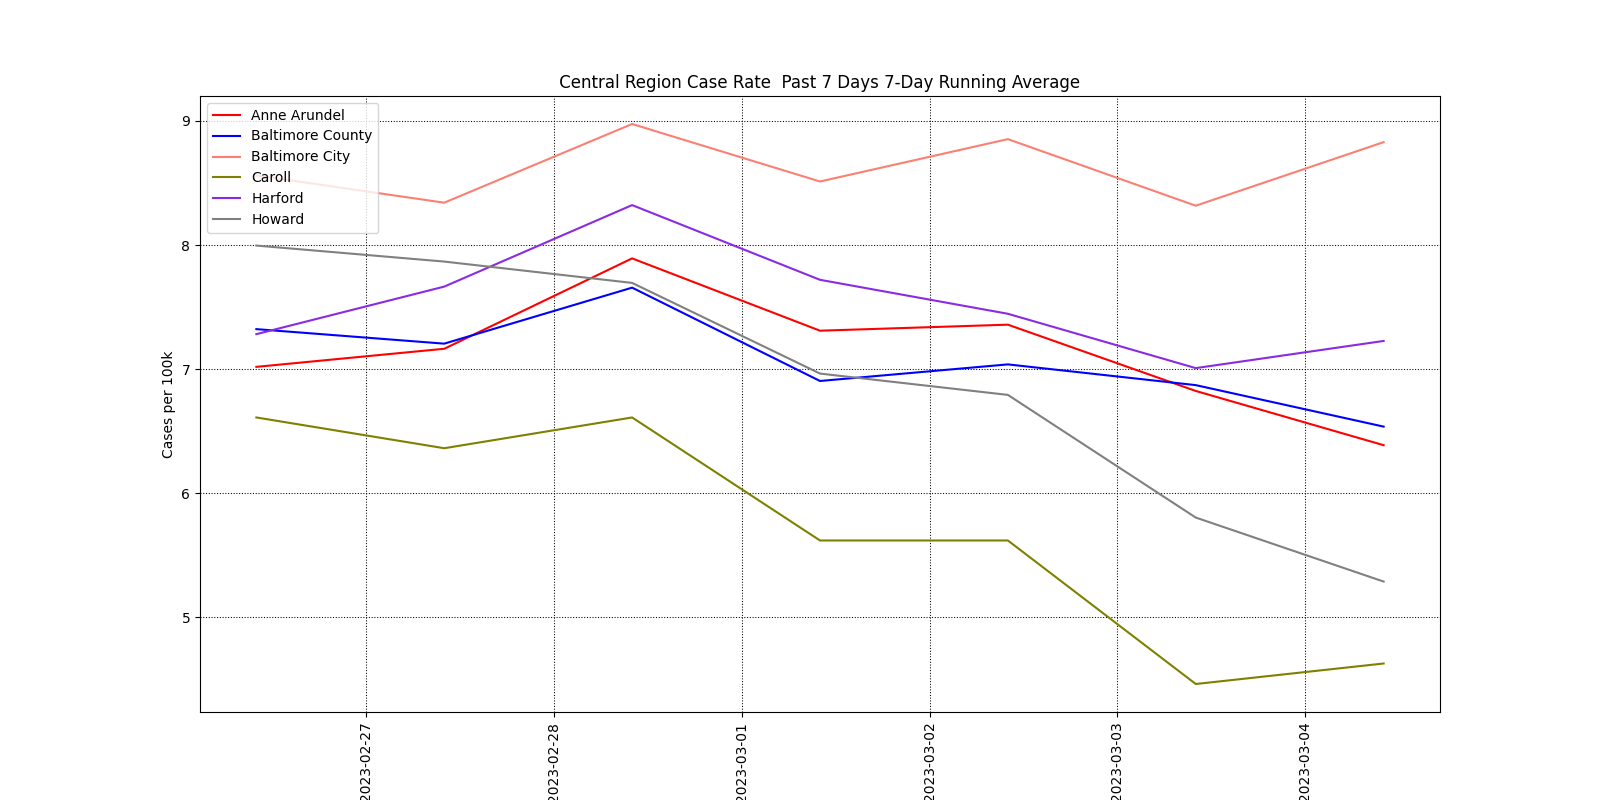 Central Region Case Rate  Past 7 Days 7-Day Running Average
Anne Arundel
Baltimore County
Baltimore City
Caroll
Harford
Howard
Cases per 100k
9
8
7
6
5
2023-02-27
2023-02-28
2023-03-01
2023-03-02
2023-03-03
2023-03-04